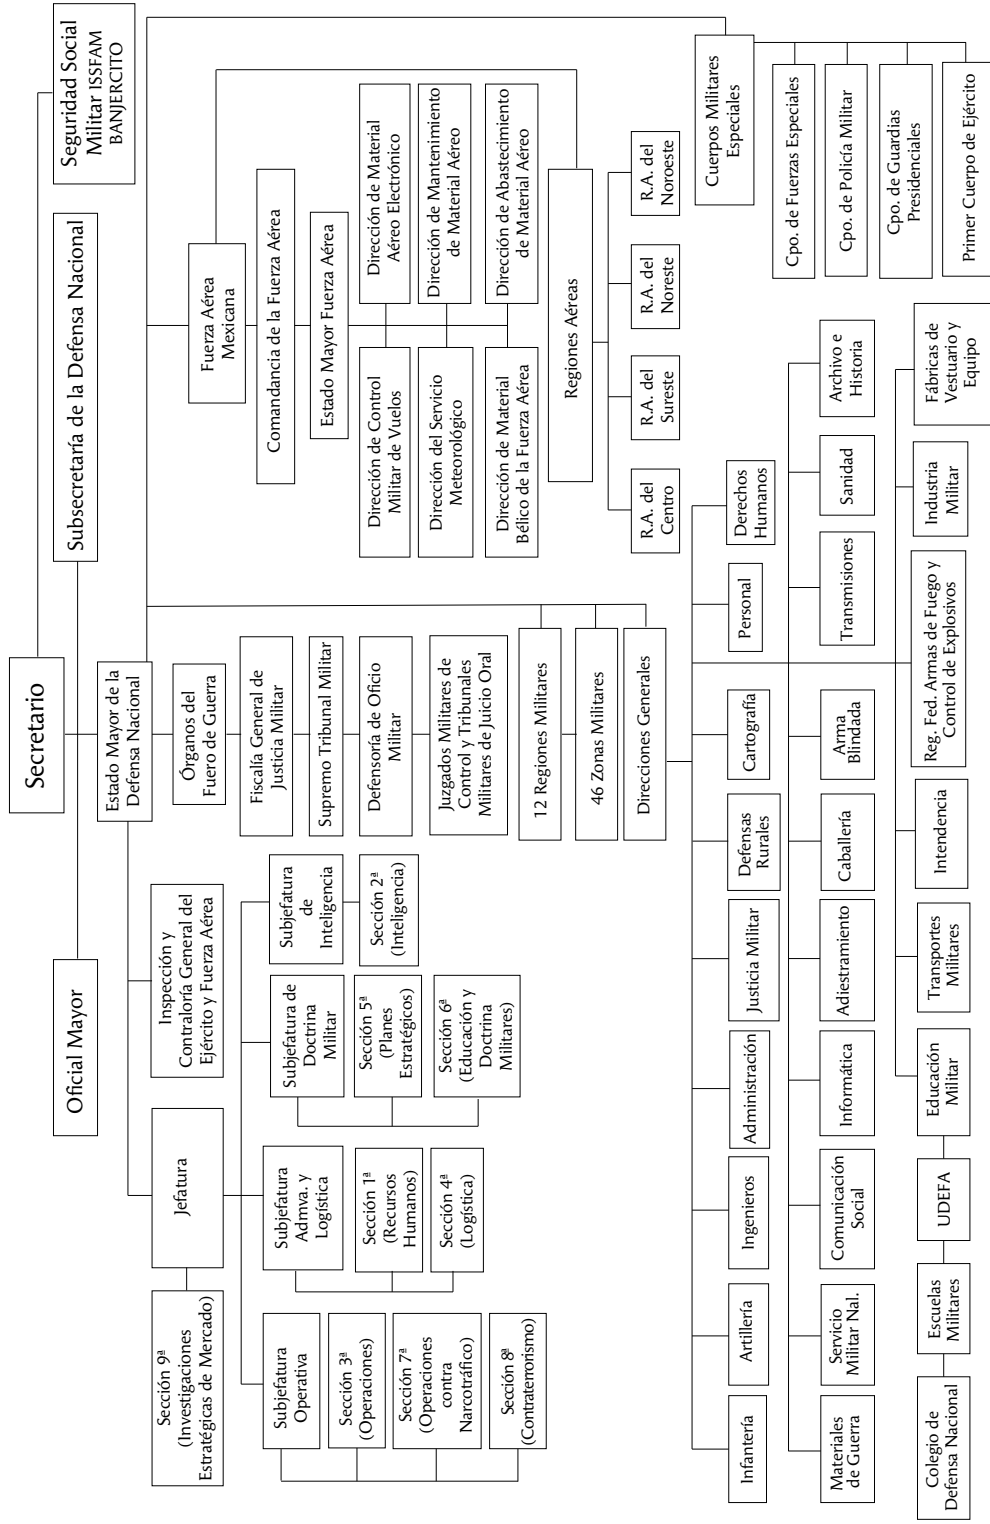 Secretario
Seguridad Social
Militar ISSFAM
BANJERCITO
Oficial Mayor
Subsecretaría de la Defensa Nacional
Estado Mayor de la
Defensa Nacional
Sección 9ª
(Investigaciones
Estratégicas de Mercado)
Jefatura
Inspección y
Contraloría General del
Ejército y Fuerza Aérea
Subjefatura
Operativa
Sección 3ª
(Operaciones)
Sección 7ª
(Operaciones
contra
Narcotráfico)
Sección 8ª
(Contraterrorismo)
Subjefatura
Admva. y
Logística
Sección 1ª
(Recursos
Humanos)
Sección 4ª
(Logística)
Subjefatura de
Doctrina
Militar
Sección 5ª
(Planes
Estratégicos)
Sección 6ª
(Educación y
Doctrina
Militares)
Subjefatura
de
Inteligencia
Sección 2ª
(Inteligencia)
Órganos del
Fuero de Guerra
Fiscalía General de
Justicia Militar
Supremo Tribunal Militar
Defensoría de Oficio
Militar
Juzgados Militares de
Control y Tribunales
Militares de Juicio Oral
12 Regiones Militares
46 Zonas Militares
Direcciones Generales
Fuerza Aérea
Mexicana
Comandancia de la Fuerza Aérea
Estado Mayor Fuerza Aérea
Dirección de Control
Militar de Vuelos
Dirección de Material
Aéreo Electrónico
Dirección del Servicio
Meteorológico
Dirección de Mantenimiento
de Material Aéreo
Dirección de Material
Bélico de la Fuerza Aérea
Dirección de Abastecimiento
de Material Aéreo
Regiones Aéreas
R.A. del
Centro
R.A. del
Sureste
R.A. del
Noreste
R.A. del
Noroeste
Cuerpos Militares
Especiales
Cpo. de Fuerzas Especiales
Cpo. de Policía Militar
Cpo. de Guardias
Presidenciales
Primer Cuerpo de Ejército
Infantería
Artillería
Ingenieros
Administración
Justicia Militar
Defensas
Rurales
Cartografía
Personal
Derechos
Humanos
Materiales
de Guerra
Servicio
Militar Nal.
Comunicación
Social
Informática
Adiestramiento
Caballería
Arma
Blindada
Transmisiones
Sanidad
Archivo e
Historia
Colegio de
Defensa Nacional
Escuelas
Militares
UDEFA
Educación
Militar
Transportes
Militares
Intendencia
Reg. Fed. Armas de Fuego y
Control de Explosivos
Industria
Militar
Fábricas de
Vestuario y
Equipo